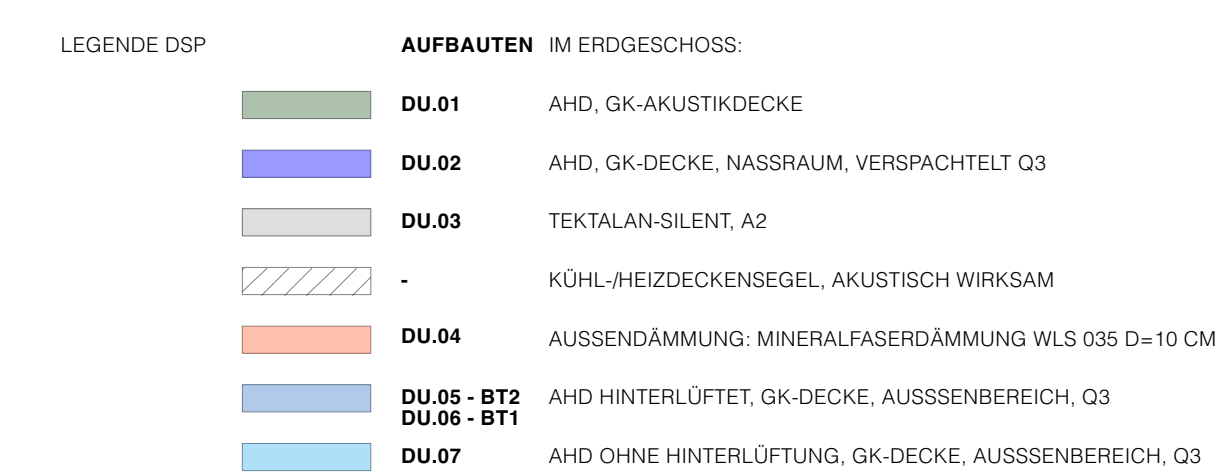 LEGENDE DSP AUFBAUTEN IM ERDGESCHOSS:
DU.01 AHD, GK-AKUSTIKDECKE
DU.02 AHD, GK-DECKE, NASSRAUM, VERSPACHTELT Q3
DU.03 TEKTALAN-SILENT, A2
- KÜHL-/HEIZDECKENSEGEL, AKUSTISCH WIRKSAM
DU.04 AUSSENDÄMMUNG: MINERALFASERDÄMMUNG WLS 035 D=10 CM
DU.05 - BT2 AHD HINTERLÜFTET, GK-DECKE, AUSSSENBEREICH, Q3
DU.06 - BT1
DU.07 AHD OHNE HINTERLÜFTUNG, GK-DECKE, AUSSSENBEREICH, Q3